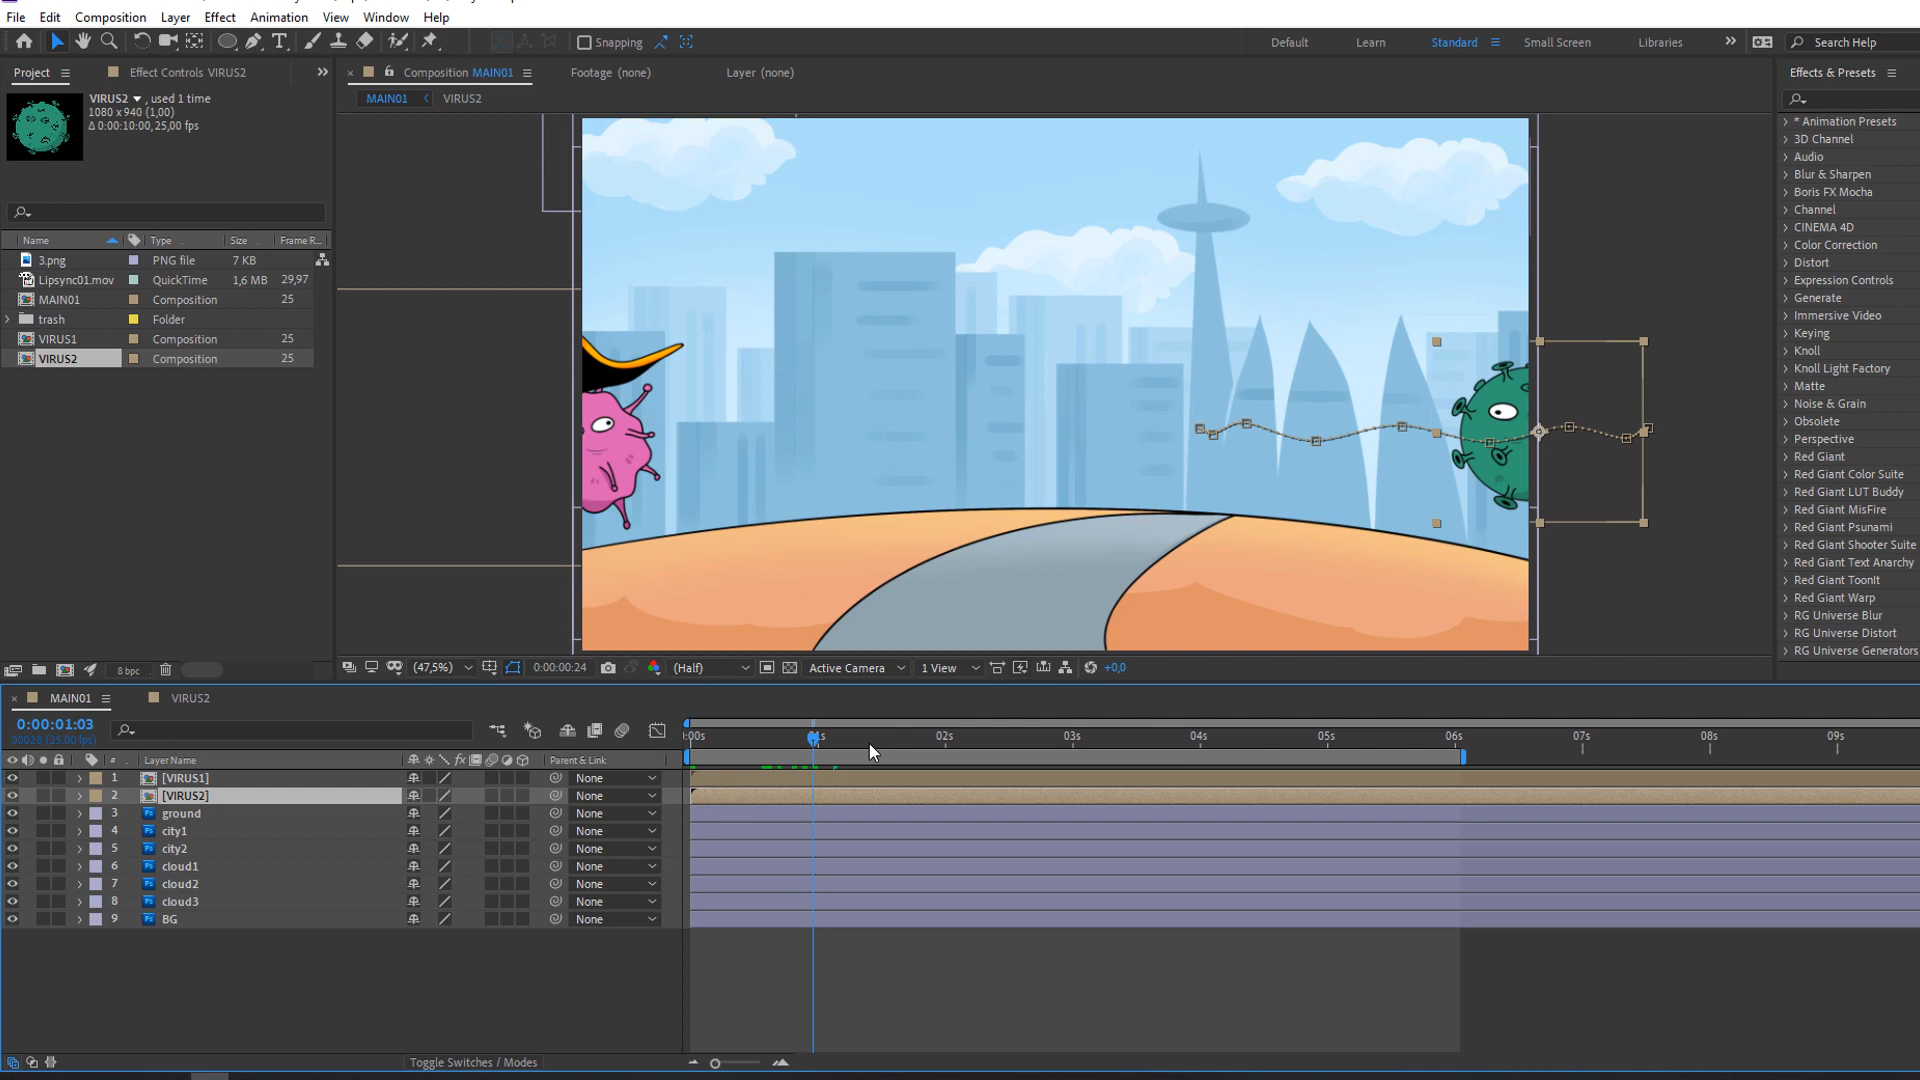 File Edit Composition Layer Effect Animation View Window Help
Snapping
Default Learn Standard Small Screen Libraries Search Help
Project Effect Controls VIRUS2
Composition MAIN01 Footage (none) Layer (none)
Effects & Presets
MAIN01 VIRUS2
VIRUS2 , used 1 time
1080 x 940 (1,00)
Δ 0:00:10:00, 25,00 fps
Name Type Size Frame R...
3.png PNG file 7 KB
Lipsync01.mov QuickTime 1,6 MB 29,97
MAIN01 Composition 25
trash Folder
VIRUS1 Composition 25
VIRUS2 Composition 25
* Animation Presets
3D Channel
Audio
Blur & Sharpen
Boris FX Mocha
Channel
CINEMA 4D
Color Correction
Distort
Expression Controls
Generate
Immersive Video
Keying
Knoll
Knoll Light Factory
Matte
Noise & Grain
Obsolete
Perspective
Red Giant
Red Giant Color Suite
Red Giant LUT Buddy
Red Giant MisFire
Red Giant Psunami
Red Giant Shooter Suite
Red Giant Text Anarchy
Red Giant ToonIt
Red Giant Warp
RG Universe Blur
RG Universe Distort
RG Universe Generators
8 bpc
(47,5%) 0:00:00:24 (Half) Active Camera 1 View +0,0
MAIN01 VIRUS2
0:00:01:03
00028 (25.00 fps)
:00s 01s 02s 03s 04s 05s 06s 07s 08s 09s
# Layer Name fx Parent & Link
1 [VIRUS1] None
2 [VIRUS2] None
3 ground None
4 city1 None
5 city2 None
6 cloud1 None
7 cloud2 None
8 cloud3 None
9 BG None
Toggle Switches / Modes